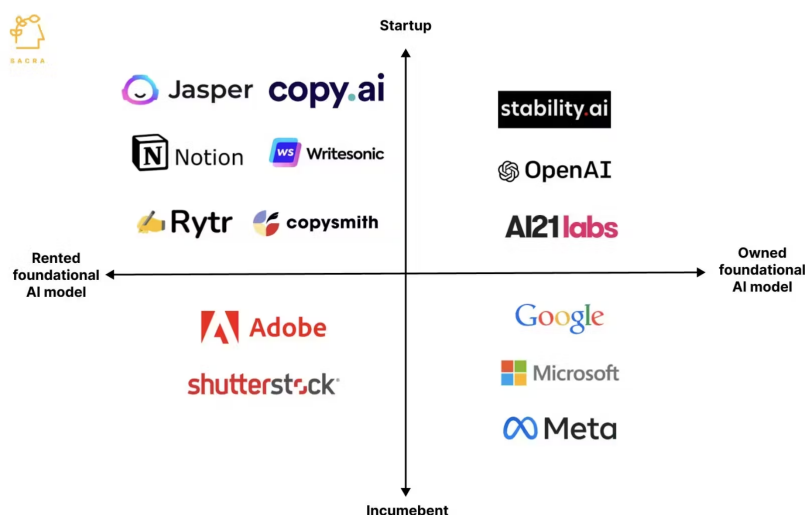 Startup
SACRA
Jasper
copy.ai
stability.ai
N Notion
WS Writesonic
OpenAI
Rytr
copysmith
AI21labs
Rented
foundational
AI model
Owned
foundational
AI model
Adobe
Google
shutterstock
Microsoft
Meta
Incumebent